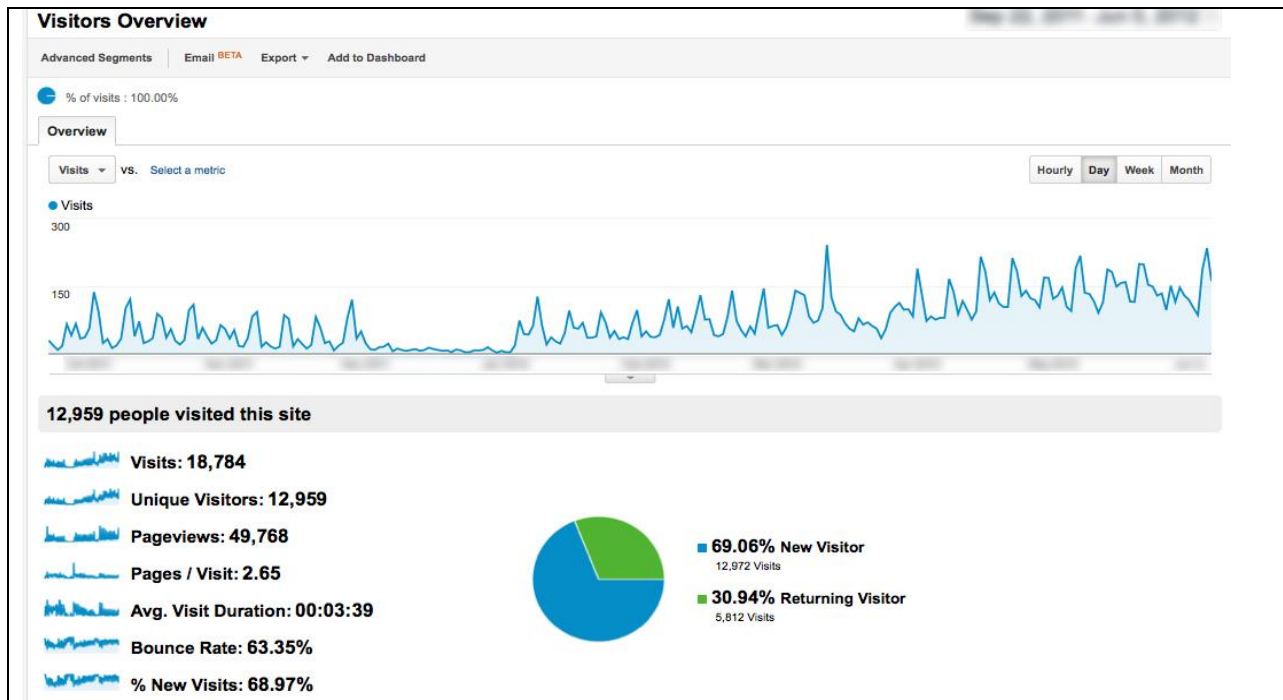 Visitors Overview
Advanced Segments Email BETA Export Add to Dashboard
% of visits : 100.00%
Overview
Visits VS. Select a metric
Hourly Day Week Month
Visits
300
150
12,959 people visited this site
Visits: 18,784
Unique Visitors: 12,959
Pageviews: 49,768
Pages / Visit: 2.65
Avg. Visit Duration: 00:03:39
Bounce Rate: 63.35%
% New Visits: 68.97%
69.06% New Visitor
12,972 Visits
30.94% Returning Visitor
5,812 Visits